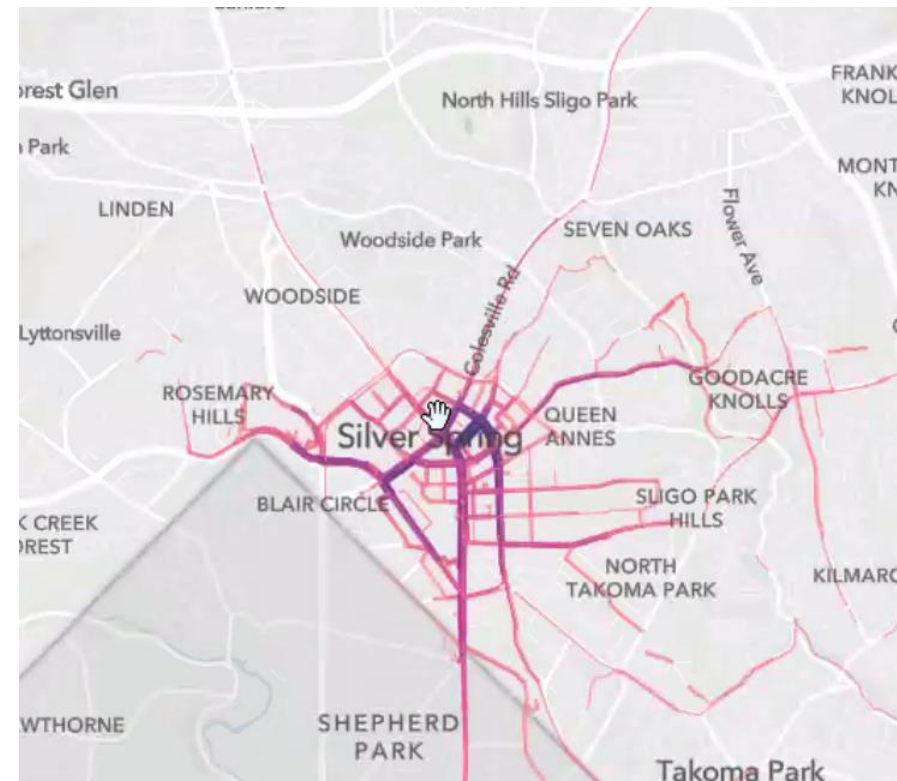 orest Glen
FRANK
KNOL
North Hills Sligo Park
n Park
MONT
KN
LINDEN
Flower Ave
Woodside Park
SEVEN OAKS
WOODSIDE
Colesville Rd
Lyttonsville
ROSEMARY
HILLS
GOODACRE
KNOLLS
QUEEN
ANNES
Silver Spring
BLAIR CIRCLE
SLIGO PARK
HILLS
K CREEK
OREST
NORTH
TAKOMA PARK
KILMARO
WTHORNE
SHEPHERD
PARK
Takoma Park